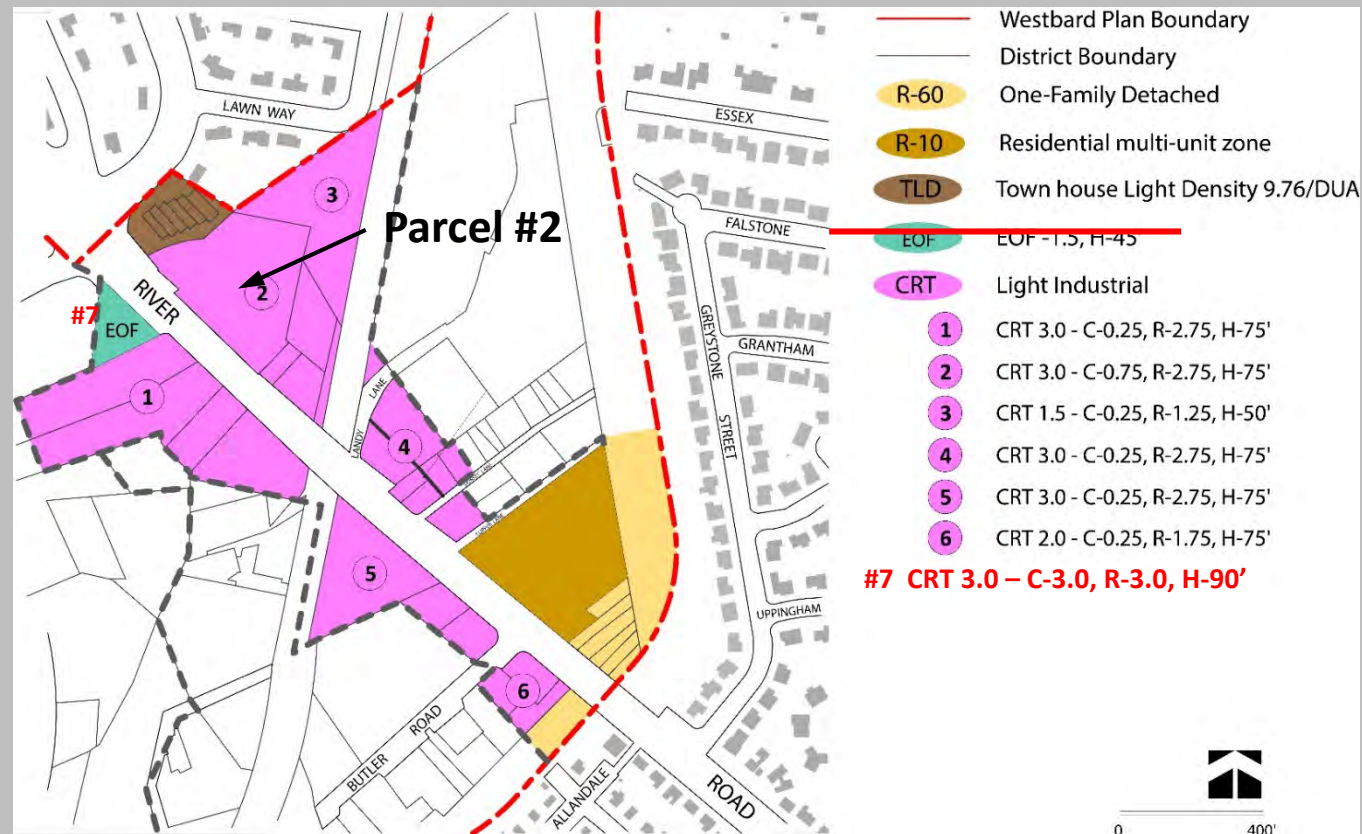 LAWN WAY
3
Parcel #2
2
RIVER
#7
EOF
1
LANDY
LANE
4
5
6
BUTLER
ROAD
ALLANDALE
ROAD
ESSEX
FALSTONE
GREYSTONE
STREET
GRANTHAM
UPPINGHAM
Westbard Plan Boundary
District Boundary
R-60 One-Family Detached
R-10 Residential multi-unit zone
TLD Town house Light Density 9.76/DUA
EOF EOF -1.5, H-45
CRT Light Industrial
1 CRT 3.0 - C-0.25, R-2.75, H-75'
2 CRT 3.0 - C-0.75, R-2.75, H-75'
3 CRT 1.5 - C-0.25, R-1.25, H-50'
4 CRT 3.0 - C-0.25, R-2.75, H-75'
5 CRT 3.0 - C-0.25, R-2.75, H-75'
6 CRT 2.0 - C-0.25, R-1.75, H-75'
#7 CRT 3.0 – C-3.0, R-3.0, H-90’
0 400'